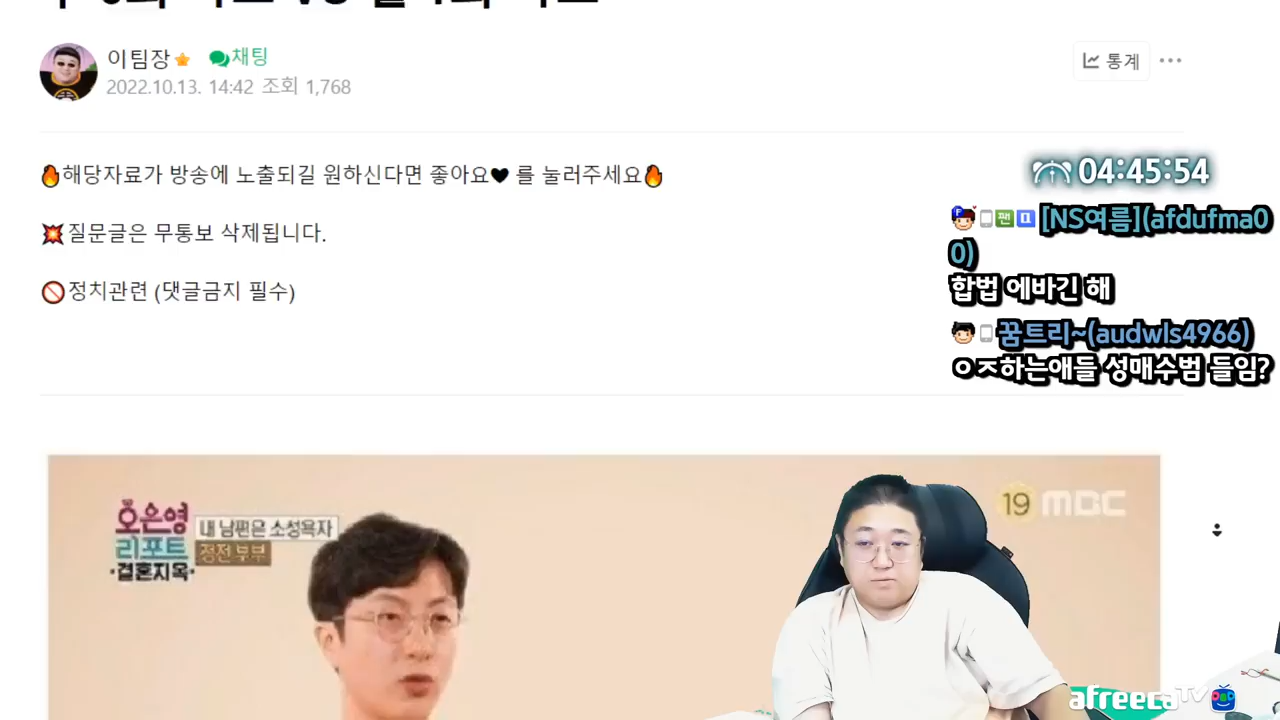 이팀장 채팅
2022.10.13. 14:42 조회 1,768
통계
해당자료가 방송에 노출되길 원하신다면 좋아요🖤 를 눌러주세요
질문글은 무통보 삭제됩니다.
정치관련 (댓글금지 필수)
04:45:54
팬 [NS여름](afdufma0
0)
합법 에바긴 해
꿈트리~(audwls4966)
ㅇㅈ하는애들 성매수범 들임?
오은영
리포트
·결혼지옥·
내 남편은 소성욕자
정전 부부
19 MBC
afreecaTV